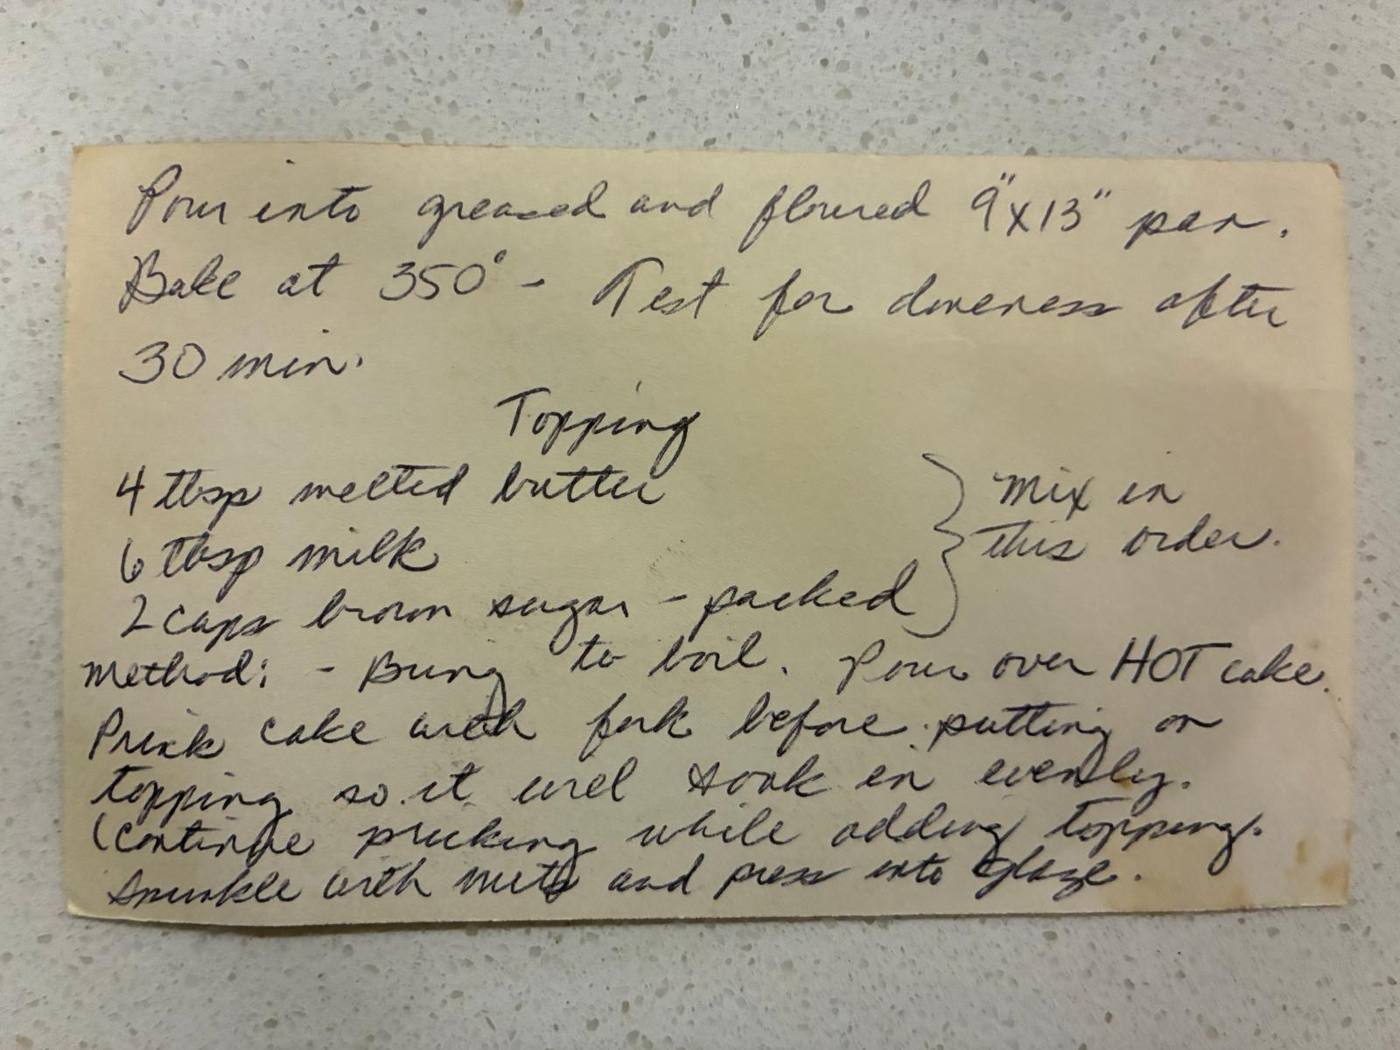 Pour into greased and floured 9"x13" pan.
Bake at 350° - Test for doneness after
30 min.
Topping
4 tbsp melted butter
6 tbsp milk
2 cups brown sugar - packed
} Mix in
this order.
Method: - Bring to boil. Pour over HOT cake.
Prick cake with fork before putting on
topping so it will soak in evenly.
(Continue pricking while adding topping.
Sprinkle with nuts and press into glaze.